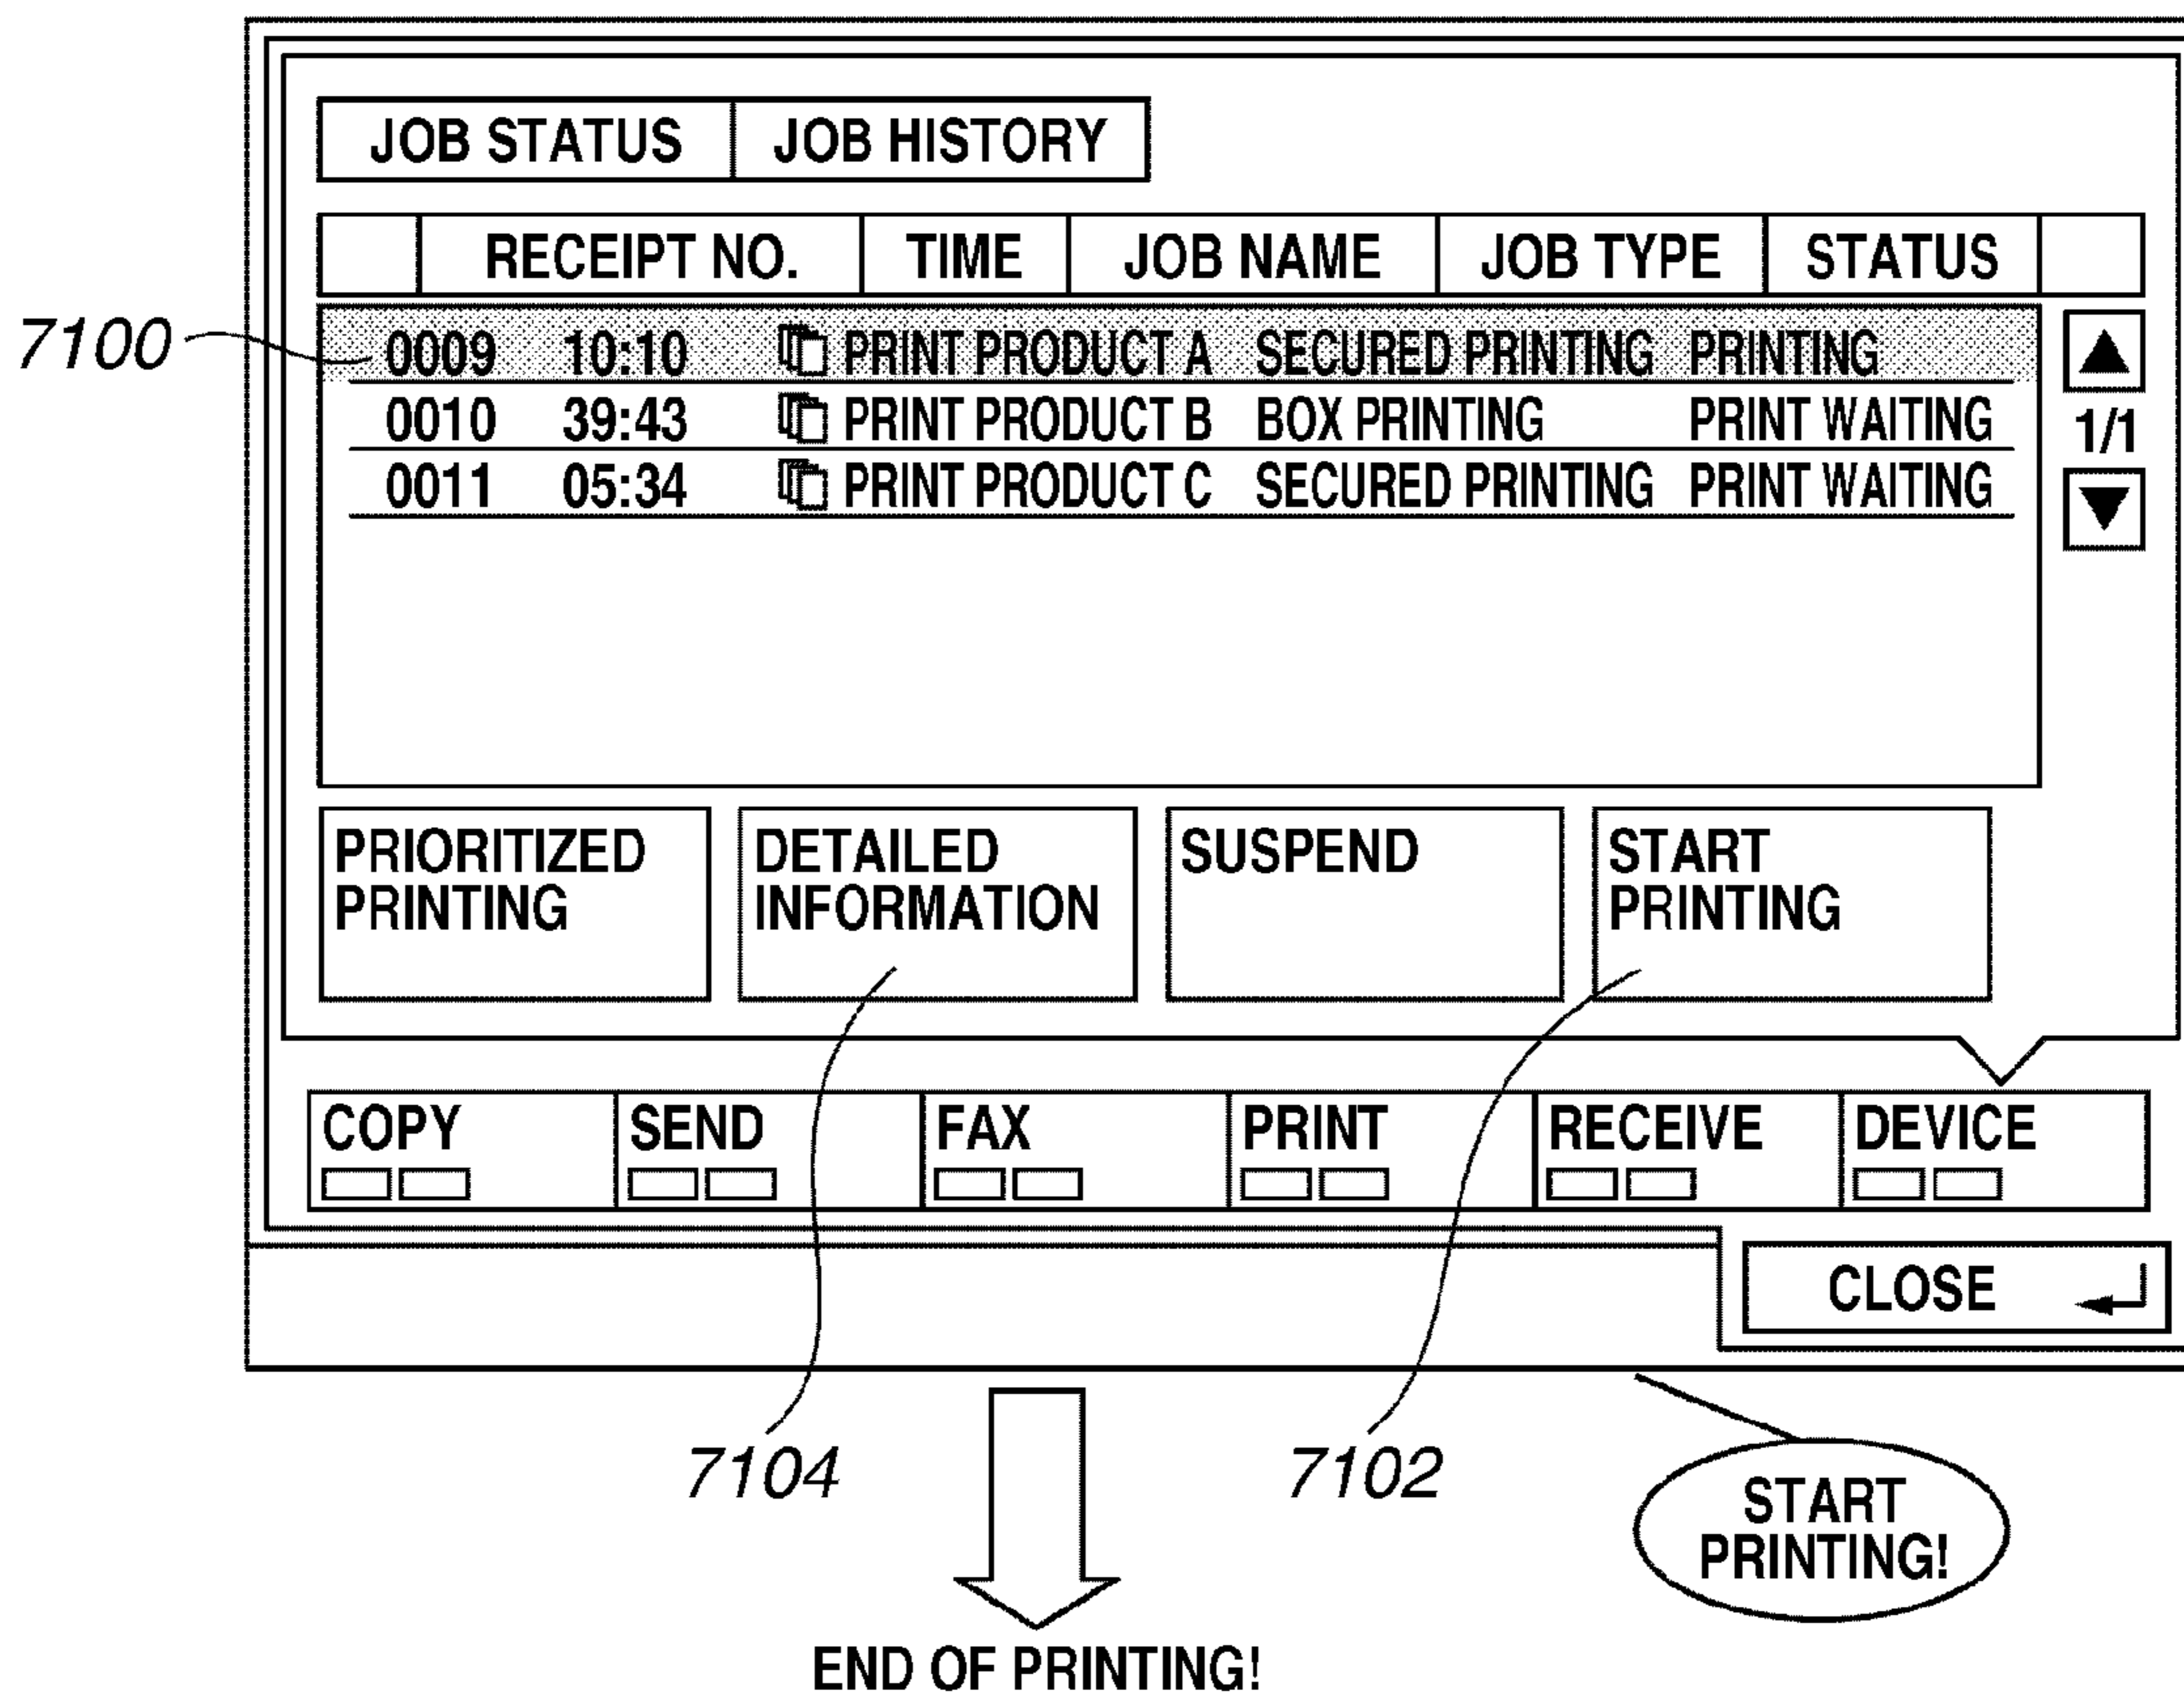 JOB STATUS JOB HISTORY
RECEIPT NO. TIME JOB NAME JOB TYPE STATUS
7100
0009 10:10 PRINT PRODUCT A SECURED PRINTING PRINTING
0010 39:43 PRINT PRODUCT B BOX PRINTING PRINT WAITING
1/1
0011 05:34 PRINT PRODUCT C SECURED PRINTING PRINT WAITING
PRIORITIZED
PRINTING
DETAILED
INFORMATION
SUSPEND
START
PRINTING
COPY SEND FAX PRINT RECEIVE DEVICE
CLOSE
7104
7102
START
PRINTING!
END OF PRINTING!